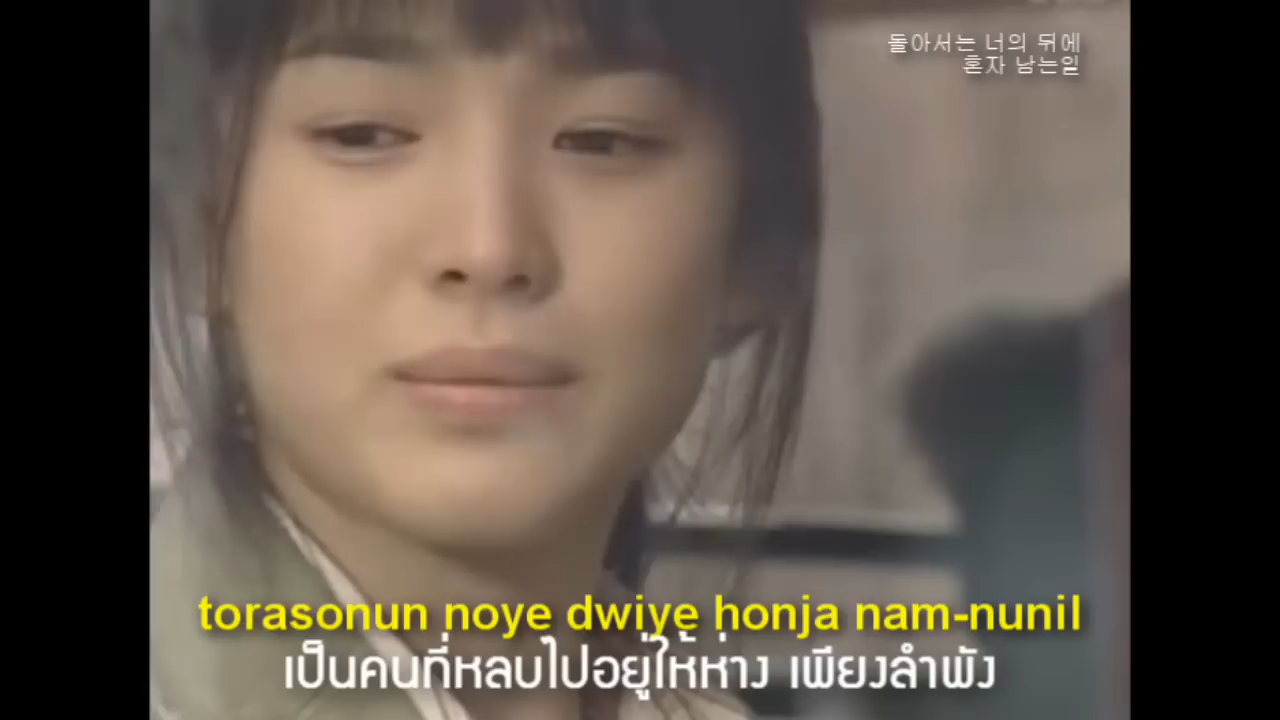 돌아서는 너의 뒤에
혼자 남는일
torasonun noye dwiye honja nam-nunil
เป็นคนที่หลบไปอยู่ให้ห่าง เพียงลำพัง